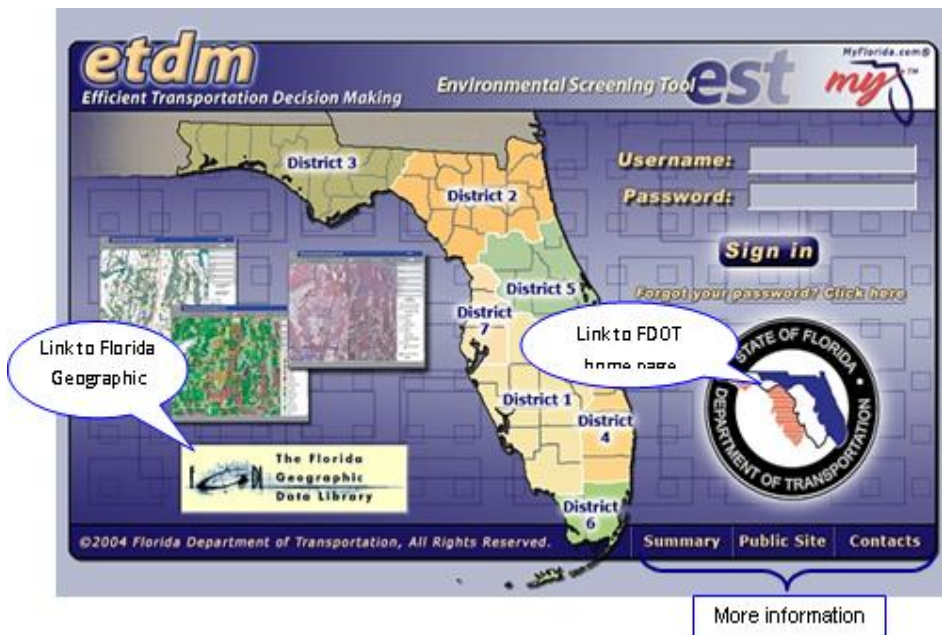 etdm
Efficient Transportation Decision Making
Environmental Screening Tool
est
MyFlorida.com®
my™
Username:
Password:
Sign in
Forgot your password? Click here
District 3
District 2
District 5
District
7
District 1
District
4
District
6
Link to Florida
Geographic
Link to FDOT
home page
STATE OF FLORIDA
DEPARTMENT OF TRANSPORTATION
The Florida
Geographic
Data Library
©2004 Florida Department of Transportation, All Rights Reserved.
Summary
Public Site
Contacts
More information